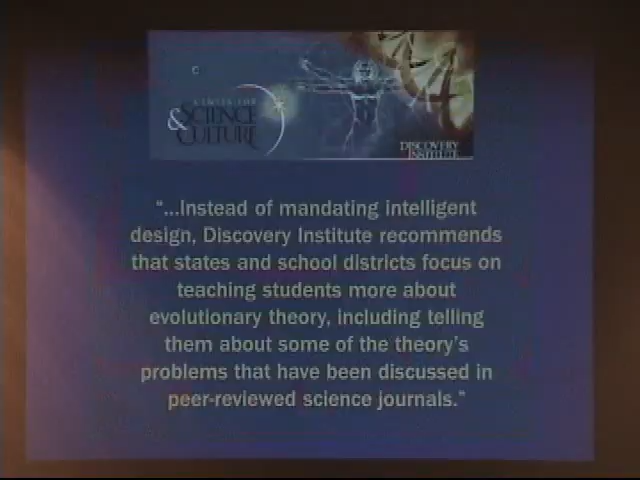 CENTER FOR
SCIENCE
& CULTURE
DISCOVERY
INSTITUTE
"...Instead of mandating intelligent
design, Discovery Institute recommends
that states and school districts focus on
teaching students more about
evolutionary theory, including telling
them about some of the theory's
problems that have been discussed in
peer-reviewed science journals."